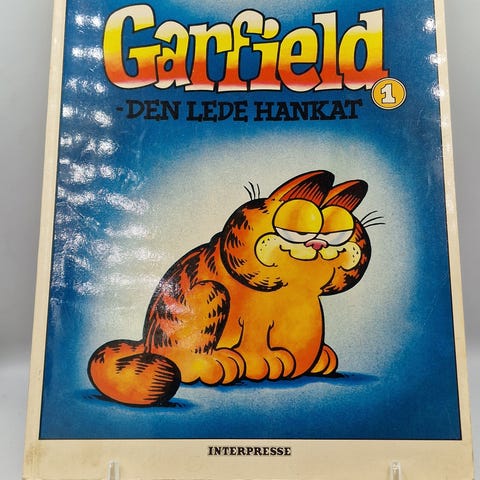 Garfield
-DEN LEDE HANKAT 1
INTERPRESSE